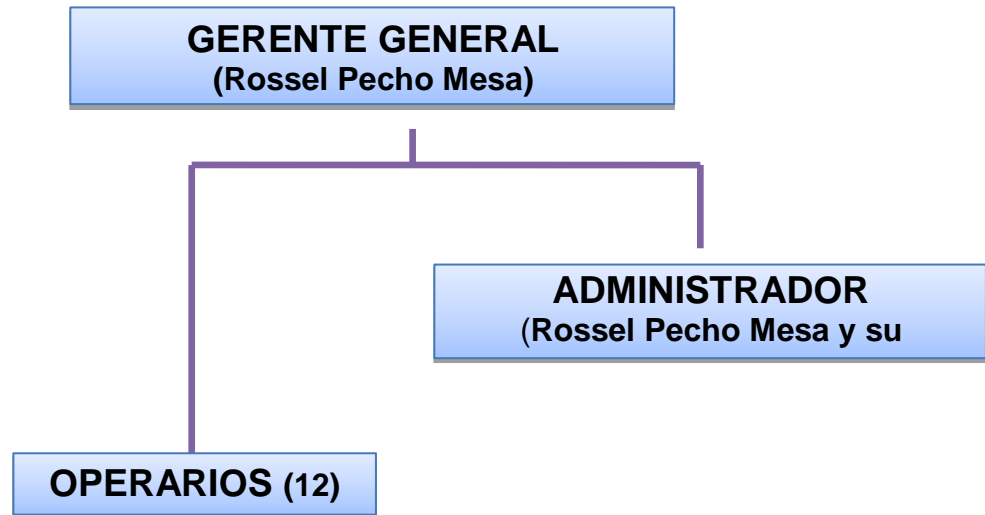 GERENTE GENERAL
(Rossel Pecho Mesa)
ADMINISTRADOR
(Rossel Pecho Mesa y su
OPERARIOS (12)